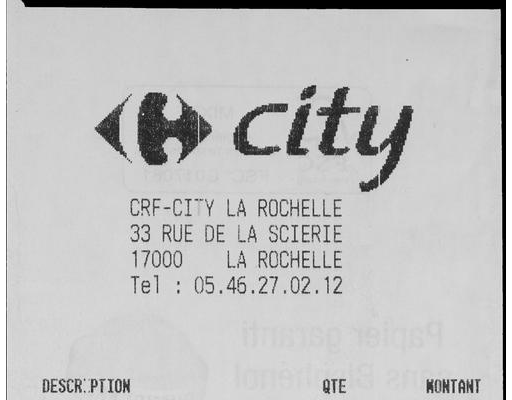 city
CRF-CITY LA ROCHELLE
33 RUE DE LA SCIERIE
17000 LA ROCHELLE
Tel : 05.46.27.02.12
Papier garanti
sans Bisphénol
DESCRIPTION QTE MONTANT